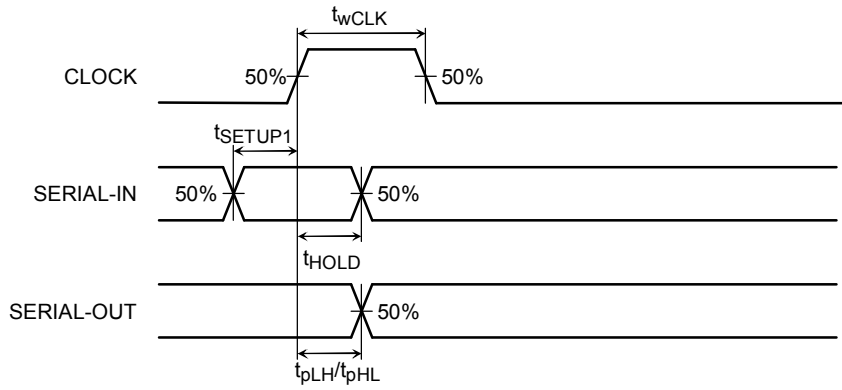 twCLK
CLOCK 50% 50%
tSETUP1
SERIAL-IN 50% 50%
tHOLD
SERIAL-OUT 50%
tpLH/tpHL